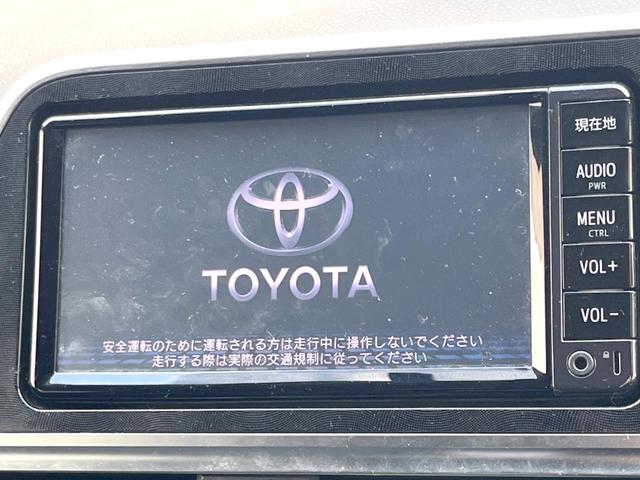 現在地
AUDIO
PWR
MENU
CTRL
VOL+
VOL-
TOYOTA
安全運転のために運転される方は走行中に操作しないでください
走行する際は実際の交通規制に従ってください